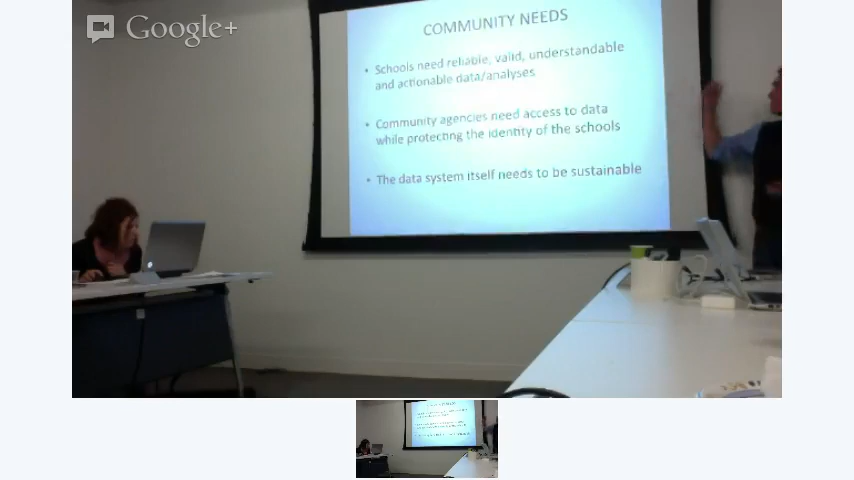 Google+
COMMUNITY NEEDS
• Schools need reliable, valid, understandable
and actionable data/analyses
• Community agencies need access to data
while protecting the identity of the schools
• The data system itself needs to be sustainable